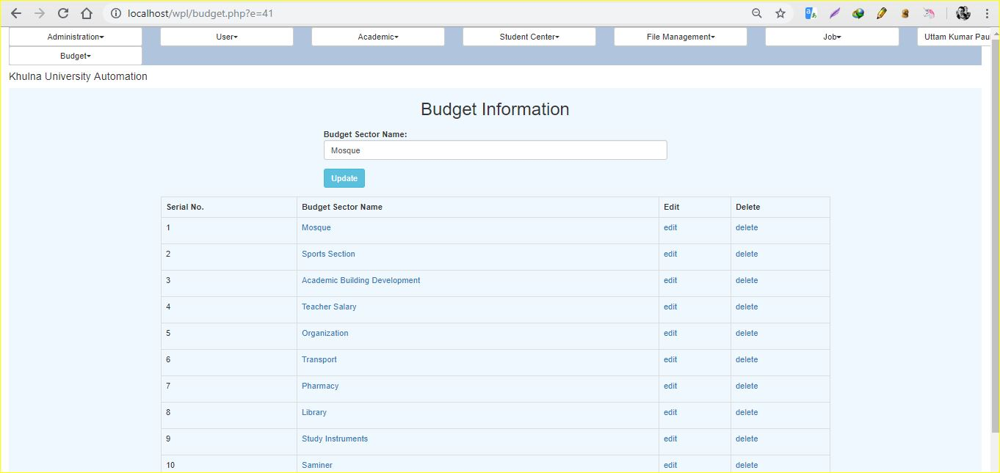 localhost/wpl/budget.php?e=41
Administration User Academic Student Center File Management Job Uttam Kumar Pau
Budget
Khulna University Automation
Budget Information
Budget Sector Name:
Mosque
Update
Serial No. Budget Sector Name Edit Delete
1 Mosque edit delete
2 Sports Section edit delete
3 Academic Building Development edit delete
4 Teacher Salary edit delete
5 Organization edit delete
6 Transport edit delete
7 Pharmacy edit delete
8 Library edit delete
9 Study Instruments edit delete
10 Saminer edit delete